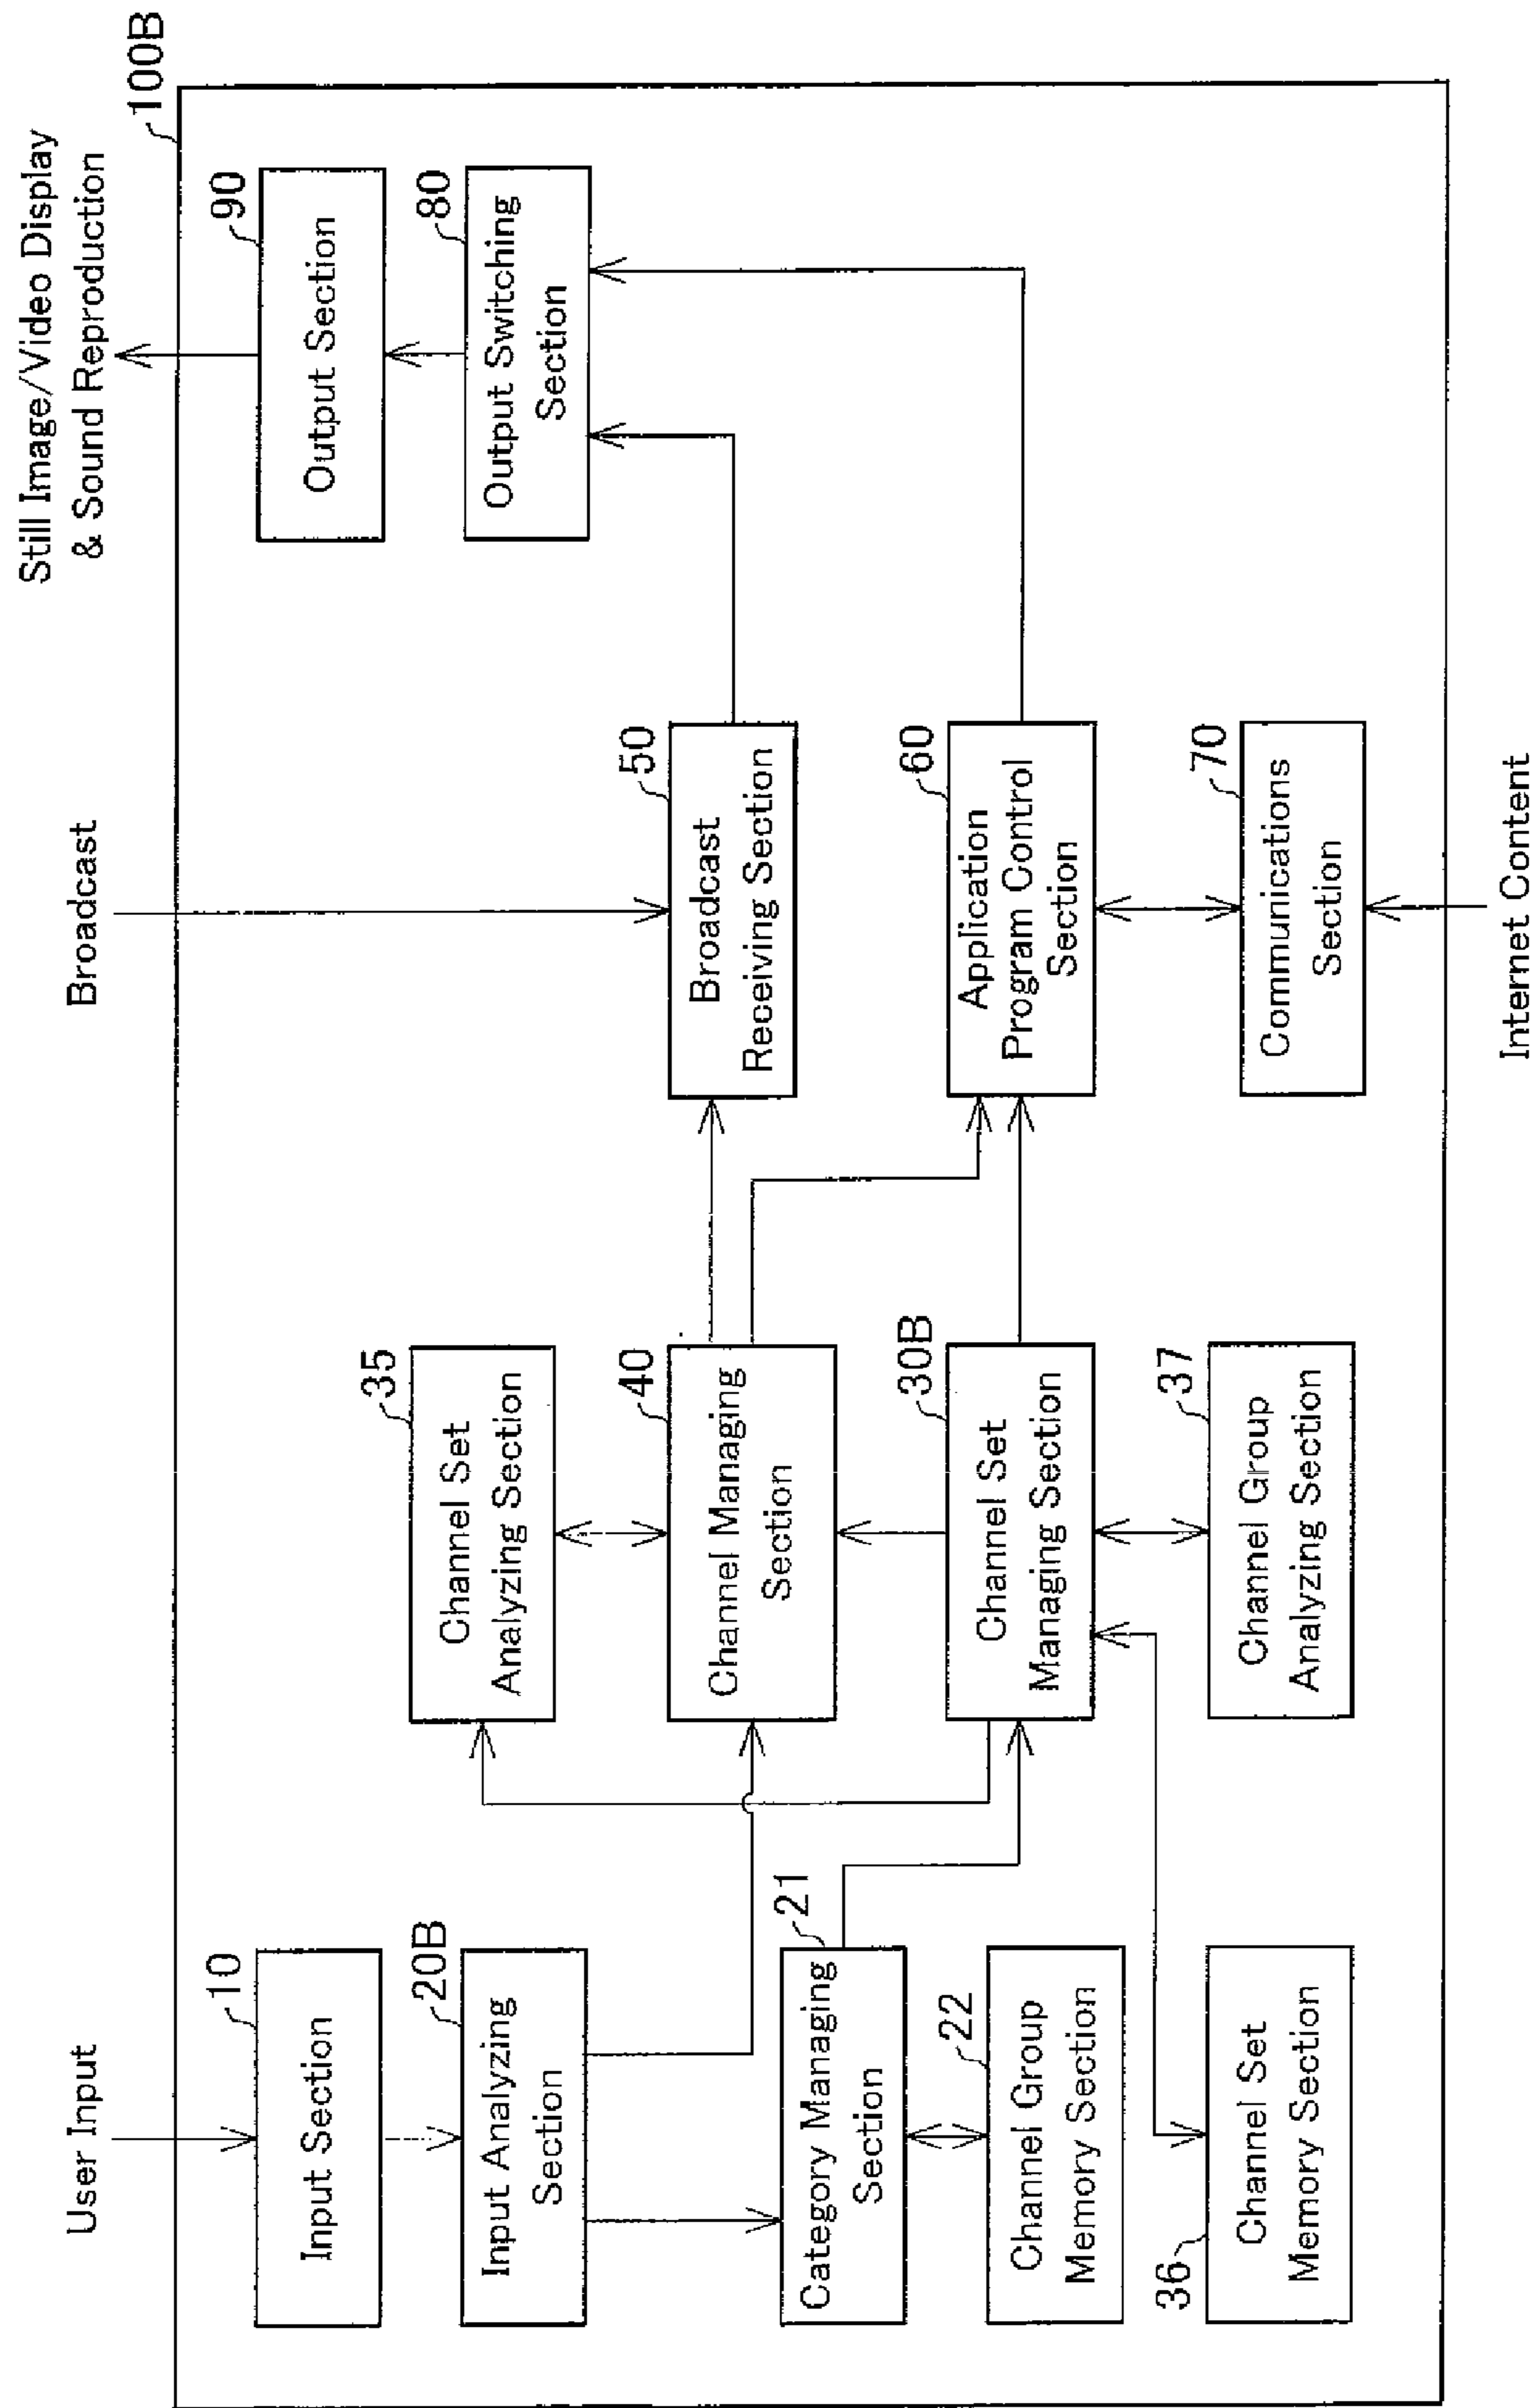 User Input
Broadcast
Still Image/Video Display
& Sound Reproduction
100B
10
Input Section
20B
Input Analyzing
Section
21
Category Managing
Section
22
Channel Group
Memory Section
36
Channel Set
Memory Section
35
Channel Set
Analyzing Section
40
Channel Managing
Section
30B
Channel Set
Managing Section
37
Channel Group
Analyzing Section
50
Broadcast
Receiving Section
60
Application
Program Control
Section
70
Communications
Section
90
Output Section
80
Output Switching
Section
Internet Content